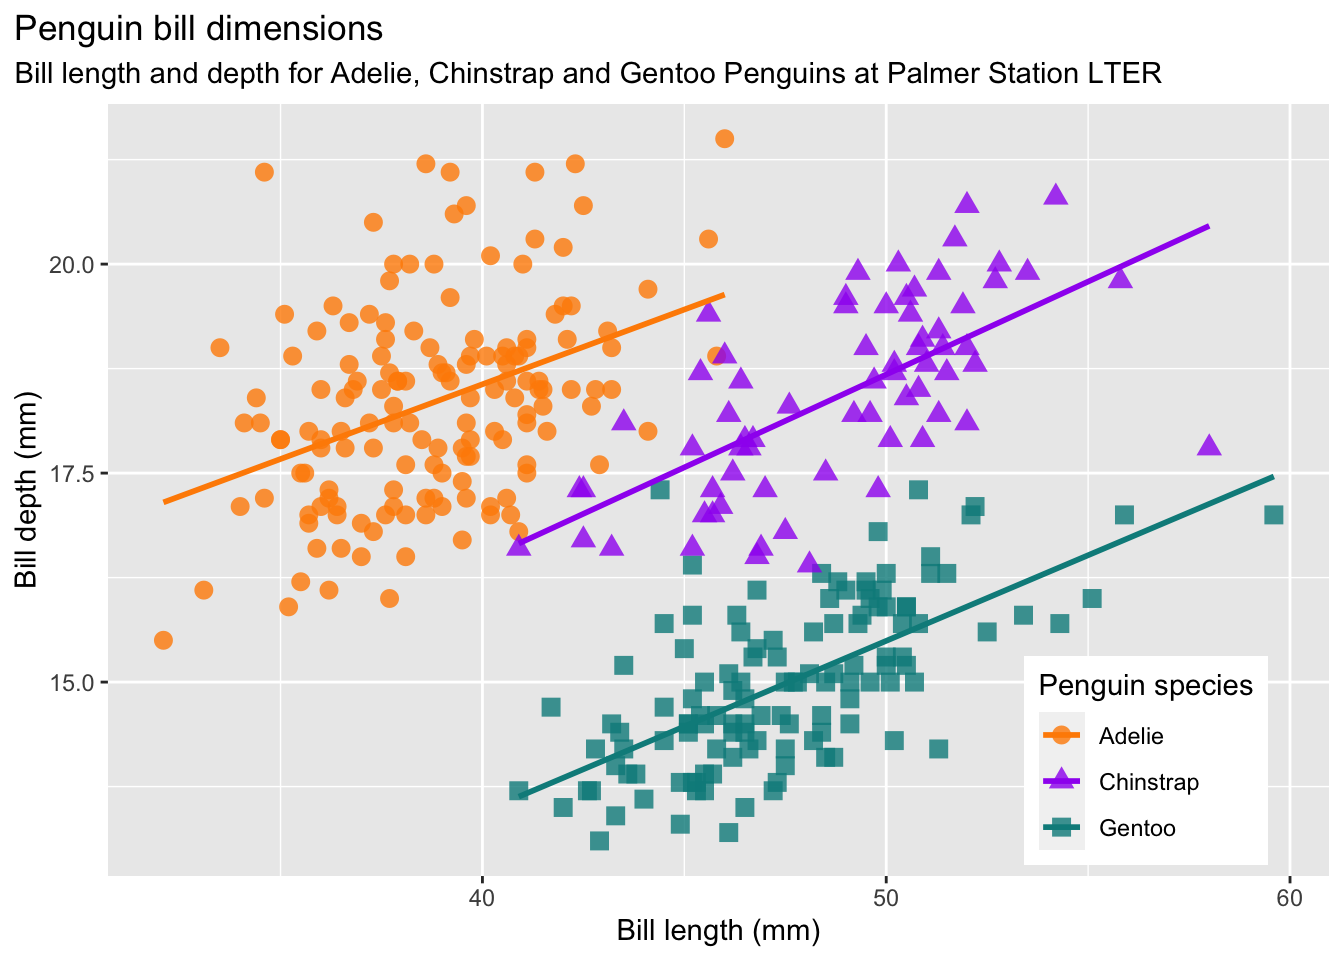 Penguin bill dimensions
Bill length and depth for Adelie, Chinstrap and Gentoo Penguins at Palmer Station LTER
20.0
17.5
15.0
Bill depth (mm)
Penguin species
Adelie
Chinstrap
Gentoo
40
50
60
Bill length (mm)